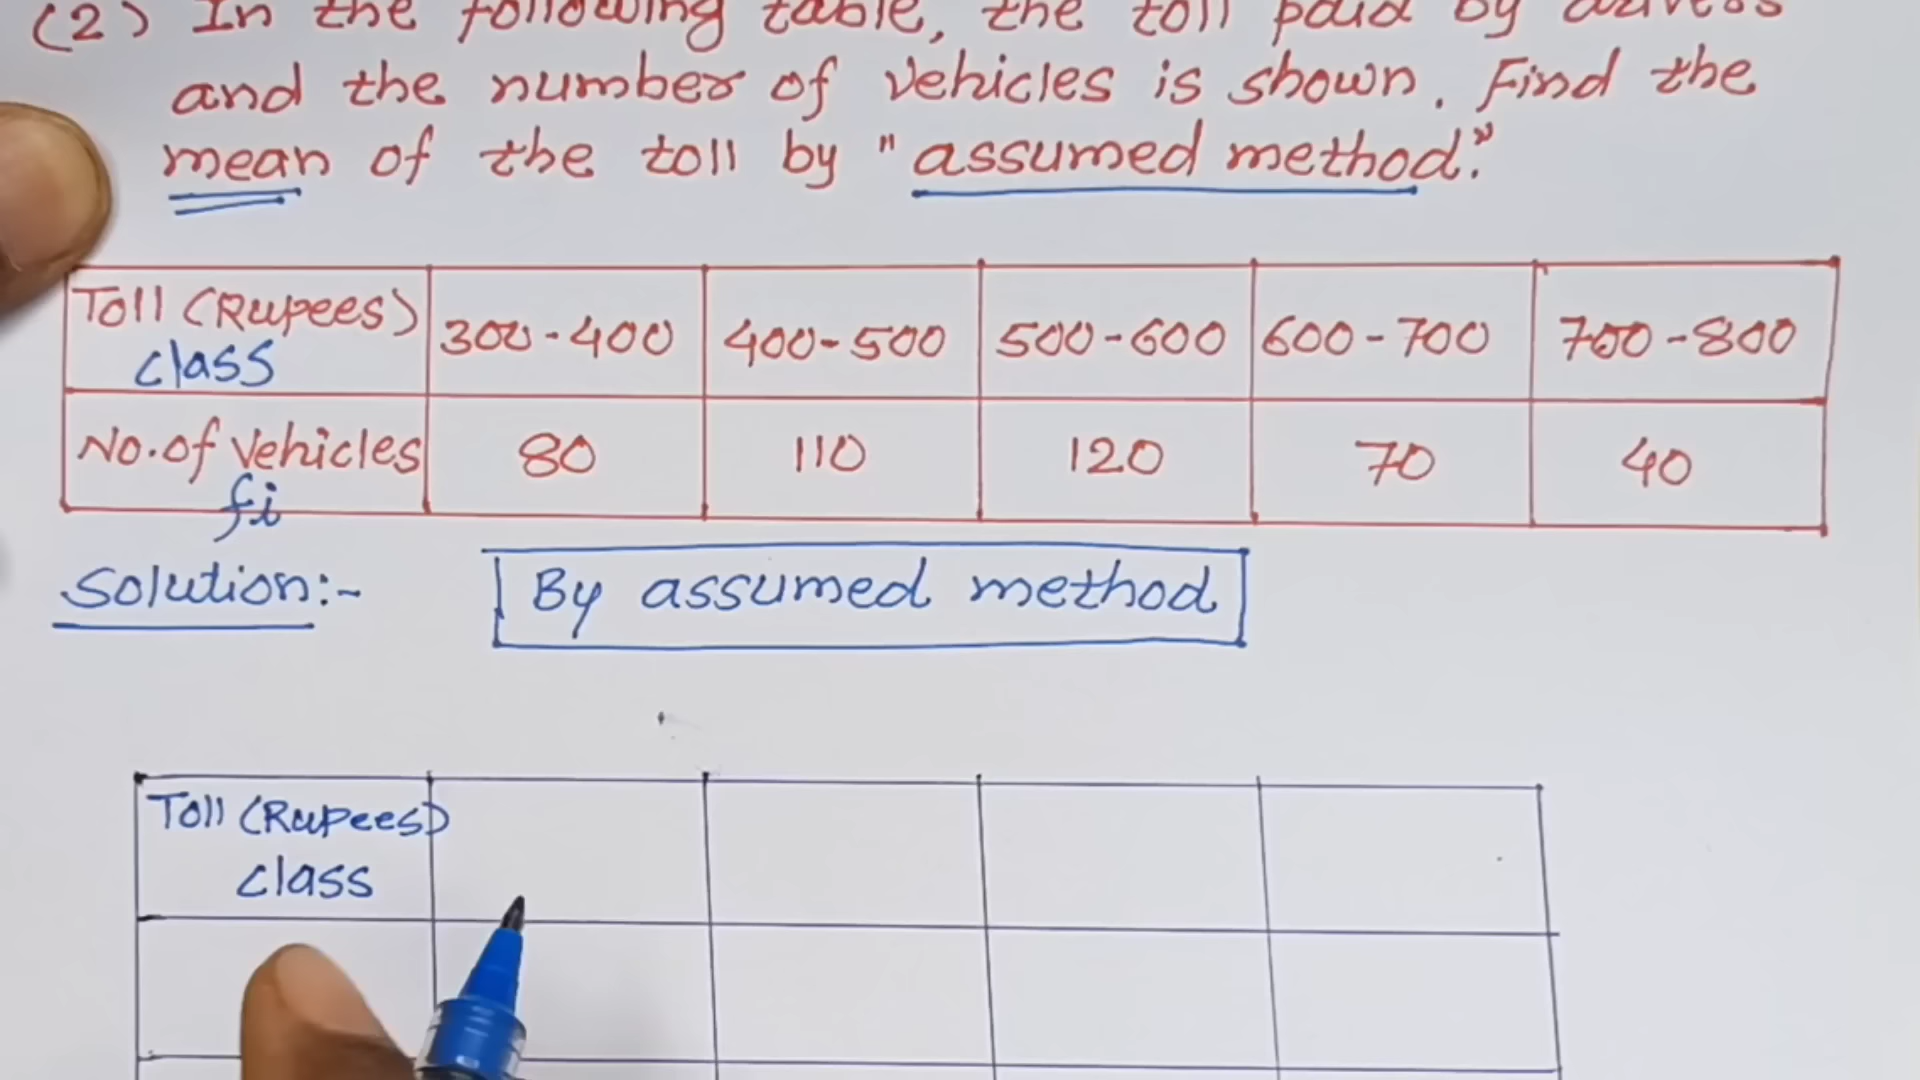 (2) In the following table, the toll paid by drivers
and the number of vehicles is shown. Find the
mean of the toll by "assumed method."
Toll (Rupees) class 300-400 400-500 500-600 600-700 700-800
No. of Vehicles fi 80 110 120 70 40
Solution:- By assumed method
Toll (Rupees)
class